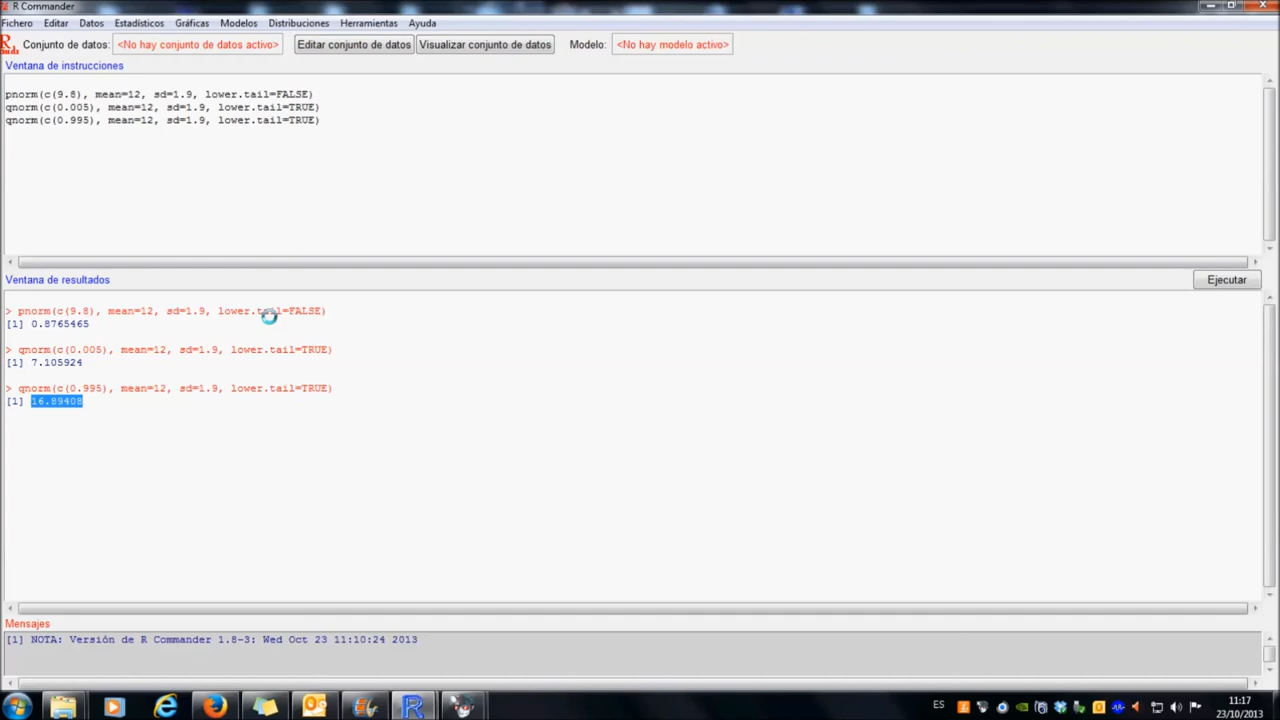 R Commander
Fichero Editar Datos Estadísticos Gráficas Modelos Distribuciones Herramientas Ayuda
Conjunto de datos: <No hay conjunto de datos activo> Editar conjunto de datos Visualizar conjunto de datos Modelo: <No hay modelo activo>
Ventana de instrucciones
pnorm(c(9.8), mean=12, sd=1.9, lower.tail=FALSE)
qnorm(c(0.005), mean=12, sd=1.9, lower.tail=TRUE)
qnorm(c(0.995), mean=12, sd=1.9, lower.tail=TRUE)
Ventana de resultados
Ejecutar
> pnorm(c(9.8), mean=12, sd=1.9, lower.tail=FALSE)
[1] 0.8765465
> qnorm(c(0.005), mean=12, sd=1.9, lower.tail=TRUE)
[1] 7.105924
> qnorm(c(0.995), mean=12, sd=1.9, lower.tail=TRUE)
[1] 16.89408
Mensajes
[1] NOTA: Versión de R Commander 1.8-3: Wed Oct 23 11:10:24 2013
ES
11:17
23/10/2013